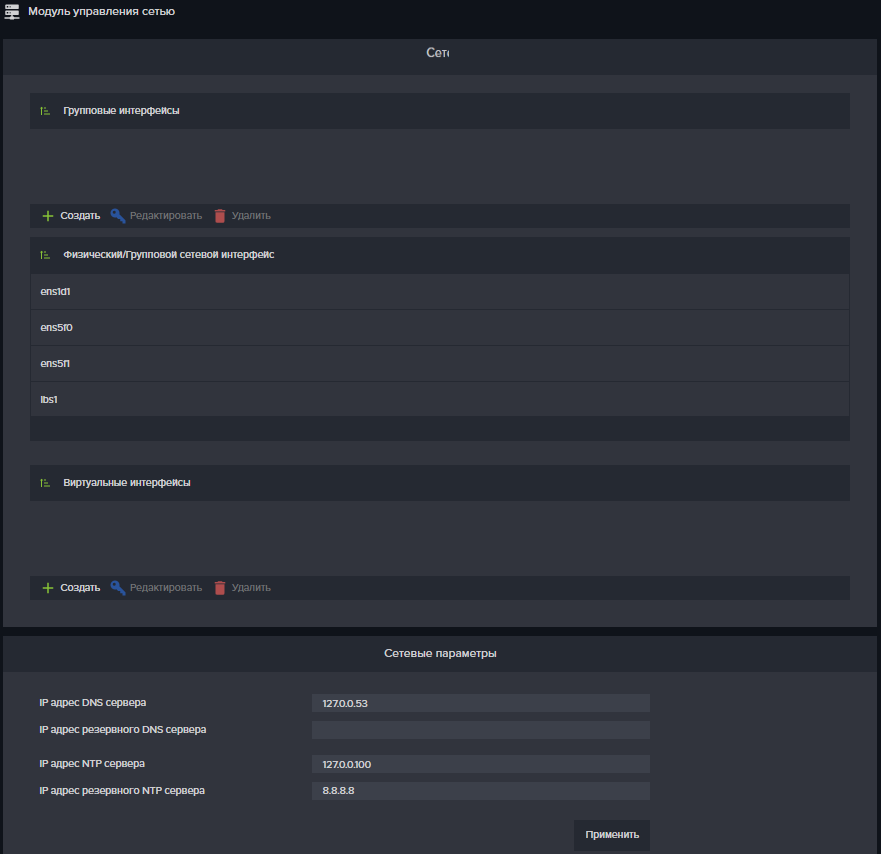 Модуль управления сетью
Сете
Групповые интерфейсы
Создать Редактировать Удалить
Физический/Групповой сетевой интерфейс
ens1d1
ens5f0
ens5f1
ibs1
Виртуальные интерфейсы
Создать Редактировать Удалить
Сетевые параметры
IP адрес DNS сервера 127.0.0.53
IP адрес резервного DNS сервера
IP адрес NTP сервера 127.0.0.100
IP адрес резервного NTP сервера 8.8.8.8
Применить